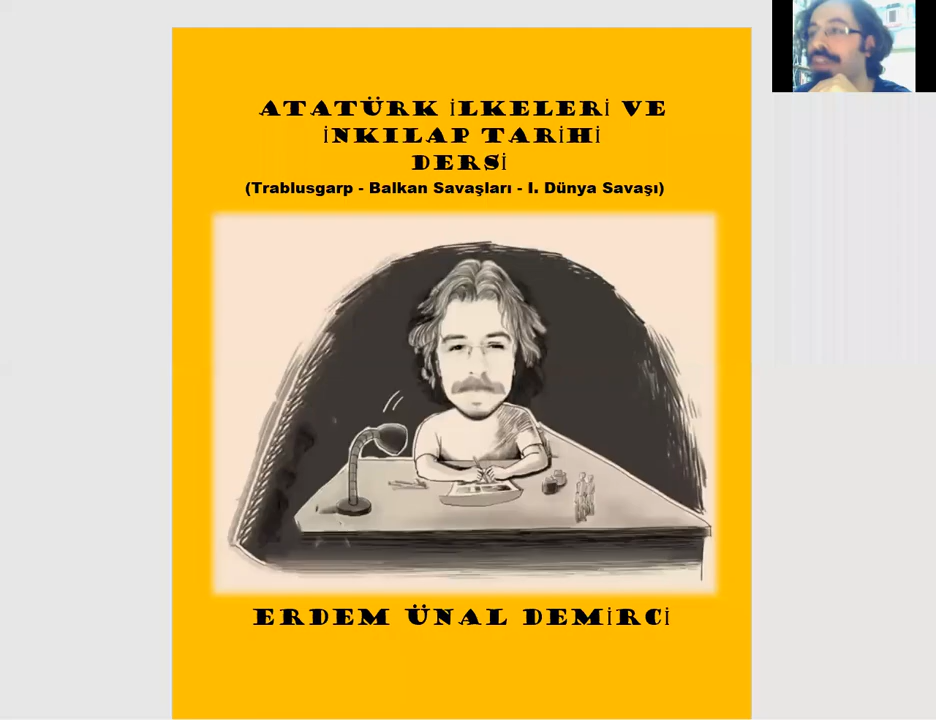 ATATÜRK İLKELERİ VE
İNKILAP TARİHİ
DERSİ
(Trablusgarp - Balkan Savaşları - I. Dünya Savaşı)
ERDEM ÜNAL DEMİRCİ